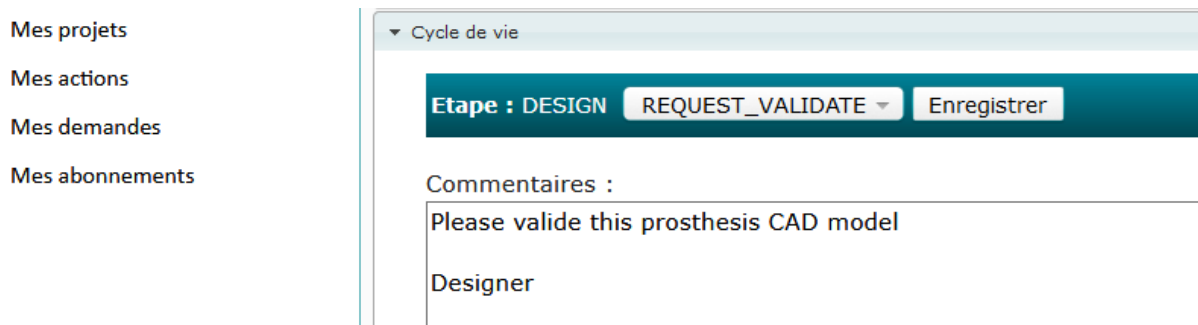 Mes projets
Mes actions
Mes demandes
Mes abonnements
Cycle de vie
Etape : DESIGN REQUEST_VALIDATE Enregistrer
Commentaires :
Please valide this prosthesis CAD model
Designer